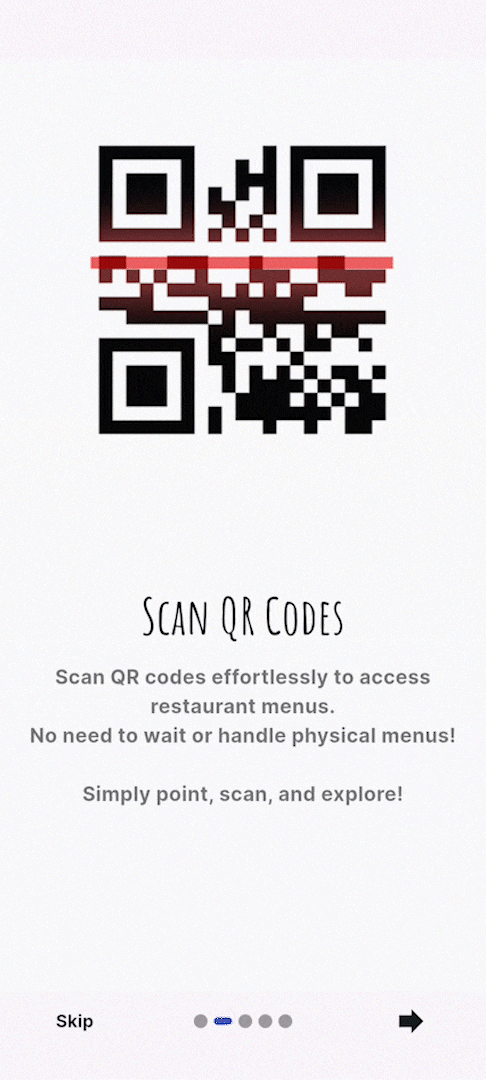 Scan QR Codes
Scan QR codes effortlessly to access
restaurant menus.
No need to wait or handle physical menus!
Simply point, scan, and explore!
Skip